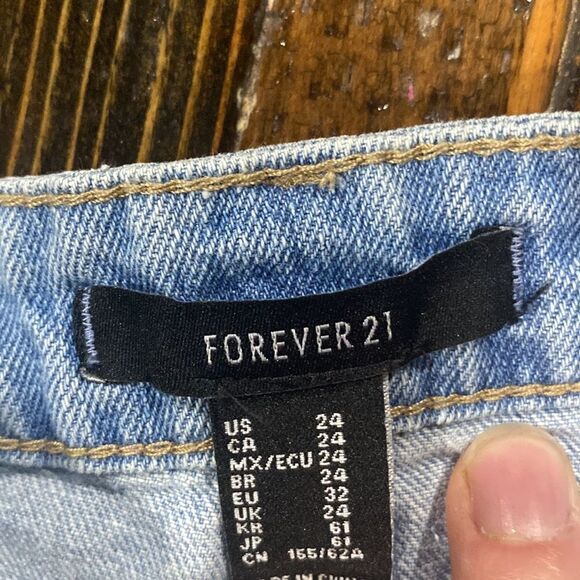 FOREVER 21
US 24
CA 24
MX/ECU 24
BR 24
EU 32
UK 24
KR 61
JP 61
CN 155/62A